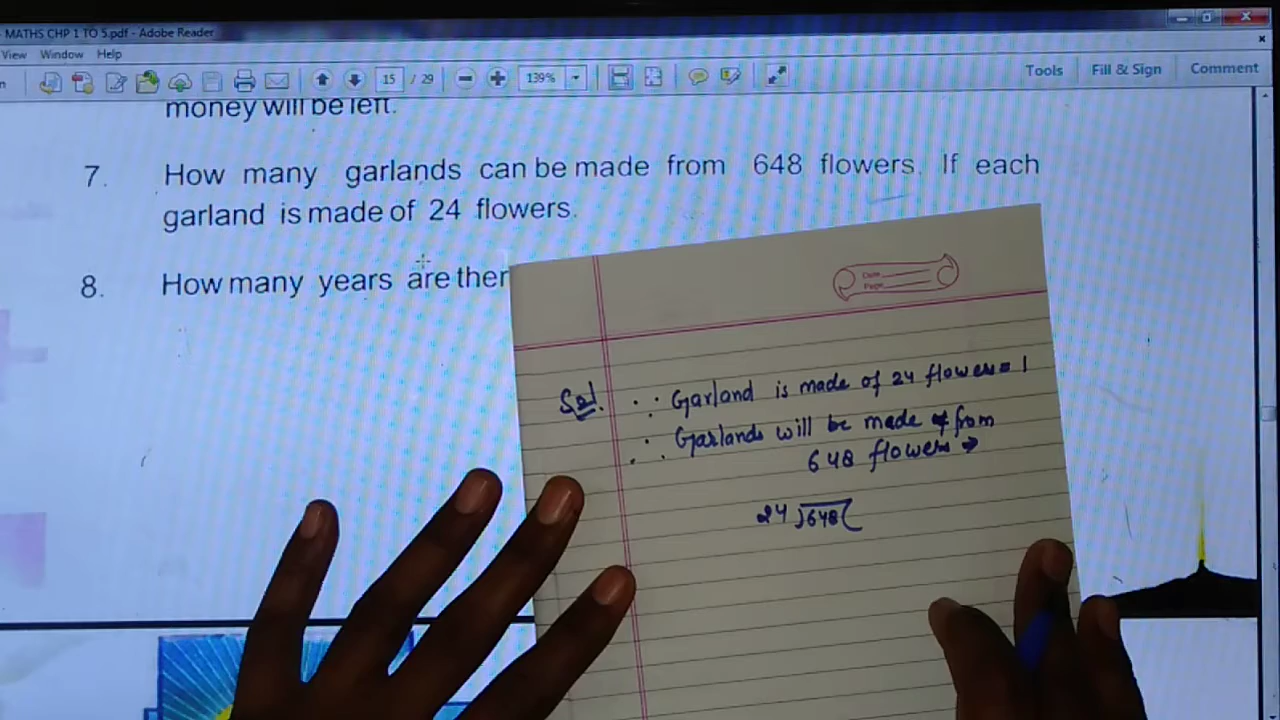 MATHS CHP 1 TO 5.pdf - Adobe Reader
View Window Help
15 / 29 139% Tools Fill & Sign Comment
money will be left.
7. How many garlands can be made from 648 flowers. If each
garland is made of 24 flowers.
8. How many years are ther
Date
Page
Sol. ∵ Garland is made of 24 flowers = 1
∴ Garlands will be made from
648 flowers →
24)648(